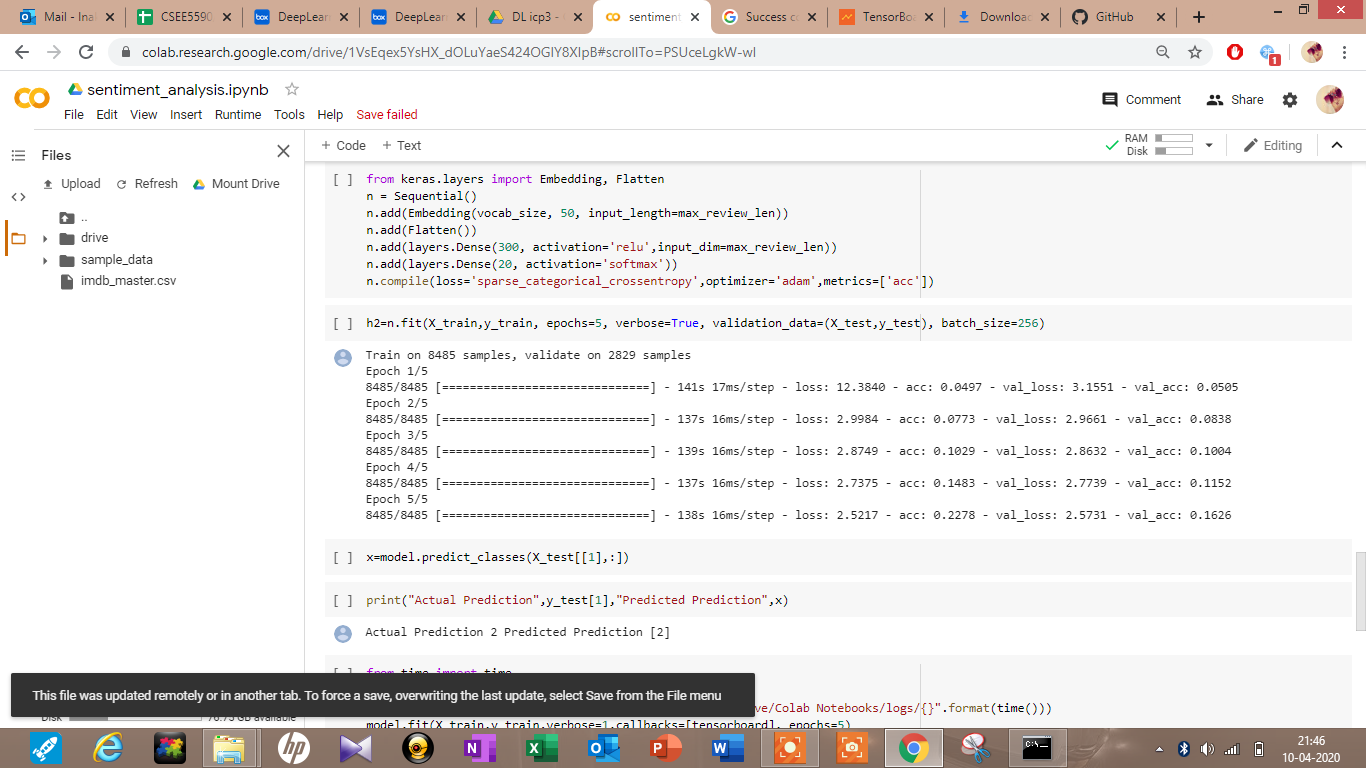 Mail - Inal
CSEE5590
DeepLear
DeepLear
DL icp3 -
sentiment
Success c
TensorBoa
Downloac
GitHub
colab.research.google.com/drive/1VsEqex5YsHX_dOLuYaeS424OGlY8XlpB#scrollTo=PSUceLgkW-wl
1
sentiment_analysis.ipynb
File Edit View Insert Runtime Tools Help Save failed
Comment Share
Files
+ Code + Text
RAM
Disk
Editing
Upload Refresh Mount Drive
..
drive
sample_data
imdb_master.csv
[ ] from keras.layers import Embedding, Flatten
n = Sequential()
n.add(Embedding(vocab_size, 50, input_length=max_review_len))
n.add(Flatten())
n.add(layers.Dense(300, activation='relu',input_dim=max_review_len))
n.add(layers.Dense(20, activation='softmax'))
n.compile(loss='sparse_categorical_crossentropy',optimizer='adam',metrics=['acc'])
[ ] h2=n.fit(X_train,y_train, epochs=5, verbose=True, validation_data=(X_test,y_test), batch_size=256)
Train on 8485 samples, validate on 2829 samples
Epoch 1/5
8485/8485 [==============================] - 141s 17ms/step - loss: 12.3840 - acc: 0.0497 - val_loss: 3.1551 - val_acc: 0.0505
Epoch 2/5
8485/8485 [==============================] - 137s 16ms/step - loss: 2.9984 - acc: 0.0773 - val_loss: 2.9661 - val_acc: 0.0838
Epoch 3/5
8485/8485 [==============================] - 139s 16ms/step - loss: 2.8749 - acc: 0.1029 - val_loss: 2.8632 - val_acc: 0.1004
Epoch 4/5
8485/8485 [==============================] - 137s 16ms/step - loss: 2.7375 - acc: 0.1483 - val_loss: 2.7739 - val_acc: 0.1152
Epoch 5/5
8485/8485 [==============================] - 138s 16ms/step - loss: 2.5217 - acc: 0.2278 - val_loss: 2.5731 - val_acc: 0.1626
[ ] x=model.predict_classes(X_test[[1],:])
[ ] print("Actual Prediction",y_test[1],"Predicted Prediction",x)
Actual Prediction 2 Predicted Prediction [2]
[ ] from time import time
This file was updated remotely or in another tab. To force a save, overwriting the last update, select Save from the File menu
ve/Colab Notebooks/logs/{}".format(time()))
Disk 76.75 GB available
model.fit(X_train,y_train,verbose=1,callbacks=[tensorboard], epochs=5)
21:46
10-04-2020